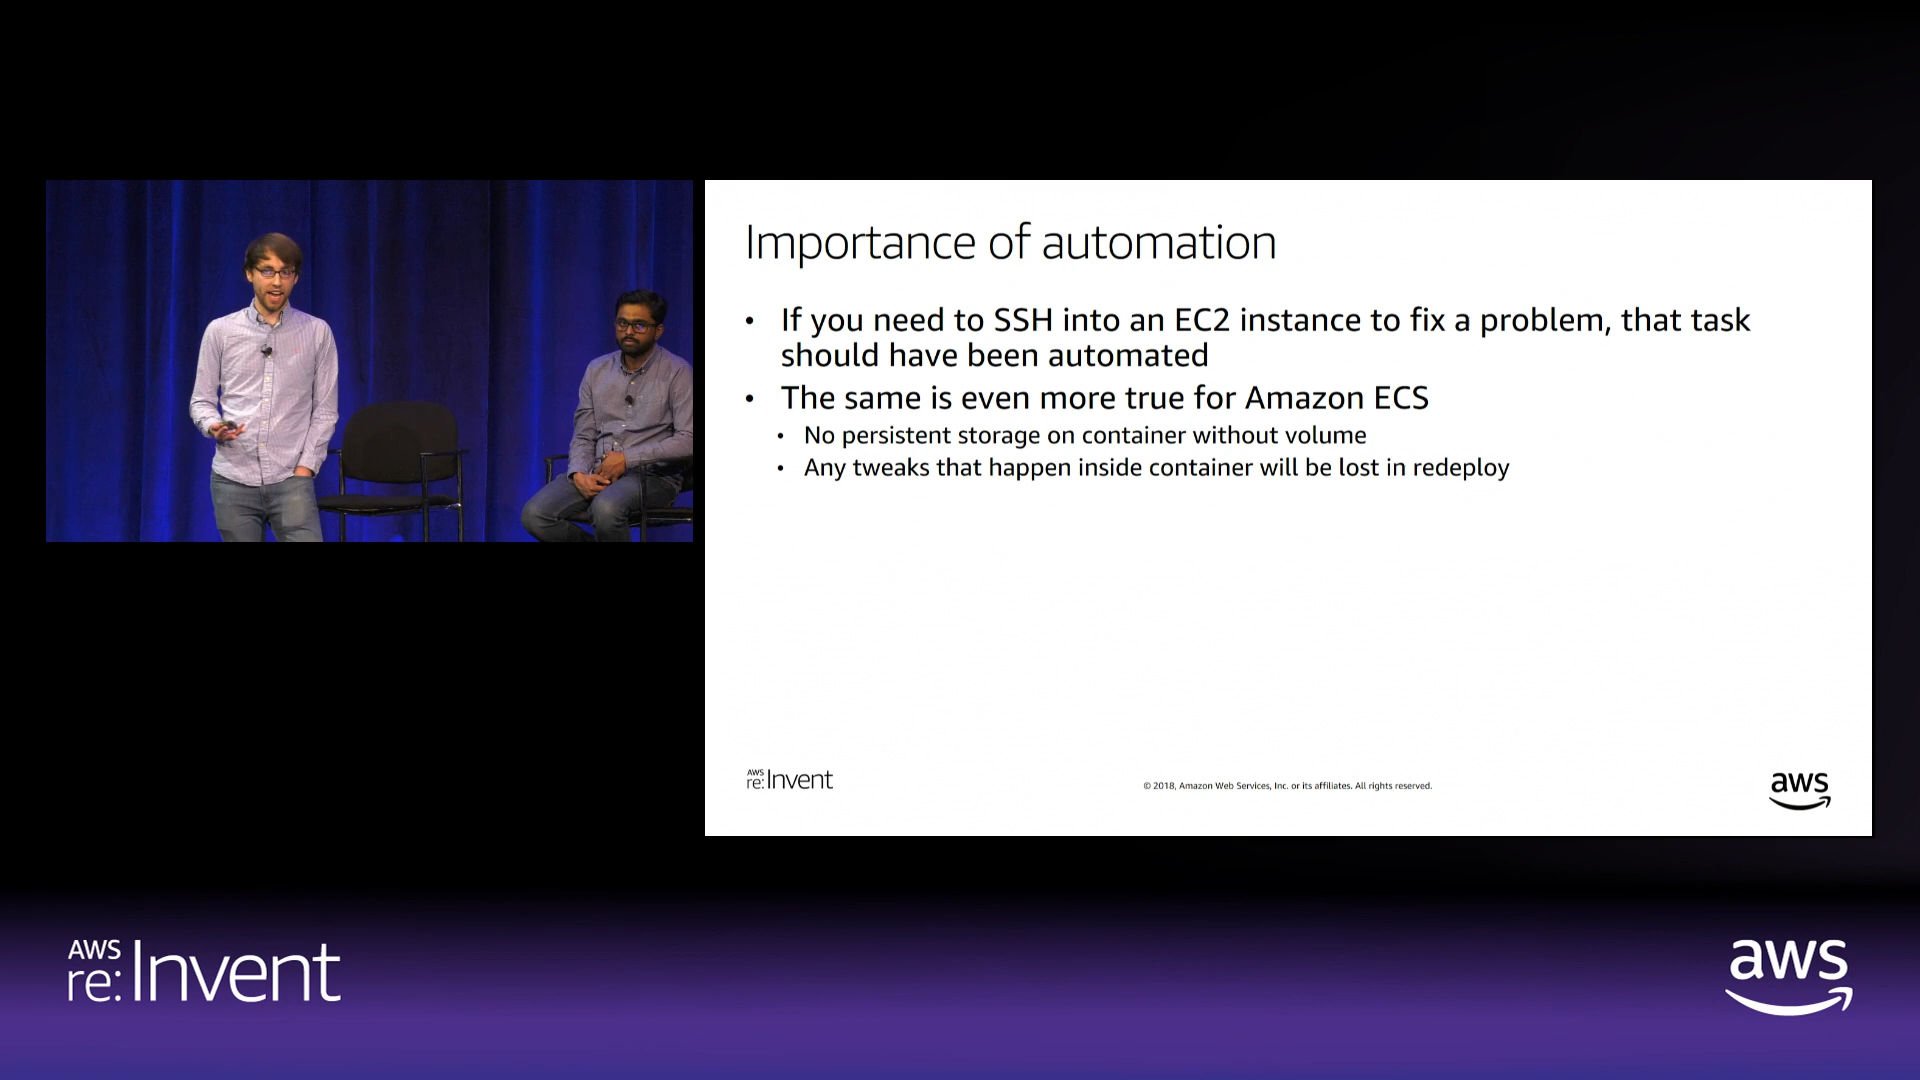 Importance of automation
• If you need to SSH into an EC2 instance to fix a problem, that task
should have been automated
• The same is even more true for Amazon ECS
• No persistent storage on container without volume
• Any tweaks that happen inside container will be lost in redeploy
AWS
re:Invent
© 2018, Amazon Web Services, Inc. or its affiliates. All rights reserved.
aws
AWS
re:Invent
aws